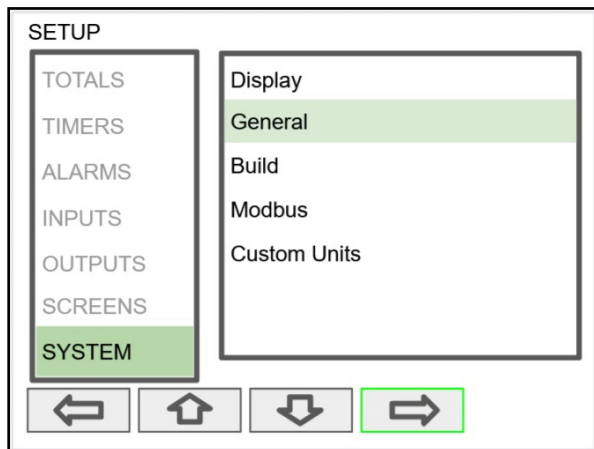 SETUP
TOTALS
TIMERS
ALARMS
INPUTS
OUTPUTS
SCREENS
SYSTEM
Display
General
Build
Modbus
Custom Units